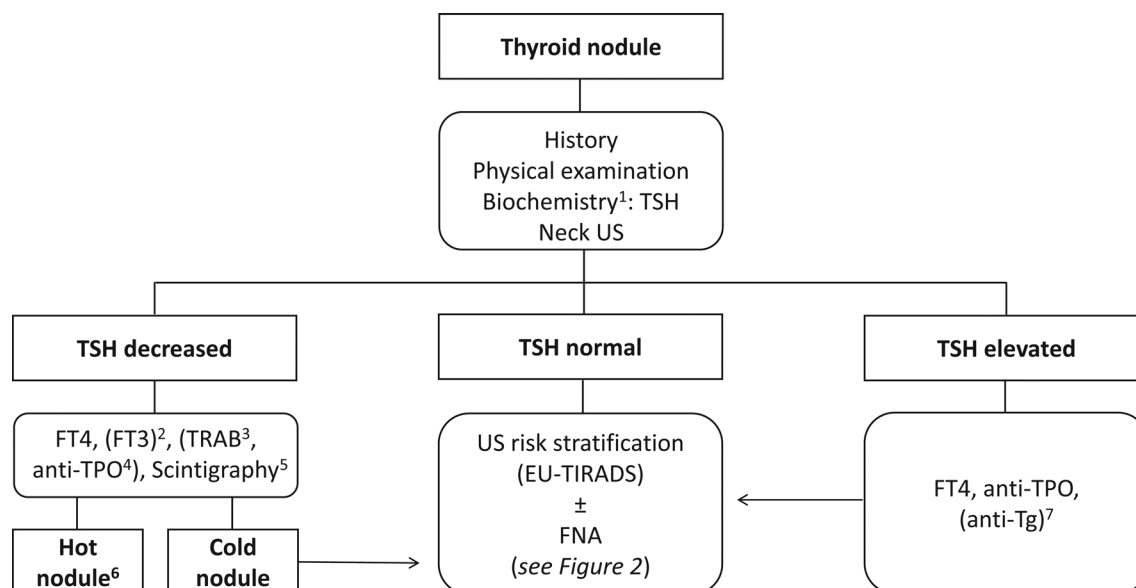 Thyroid nodule
History
Physical examination
Biochemistry¹: TSH
Neck US
TSH decreased
TSH normal
TSH elevated
FT4, (FT3)², (TRAB³,
anti-TPO⁴), Scintigraphy⁵
US risk stratification
(EU-TIRADS)
±
FNA
(see Figure 2)
FT4, anti-TPO,
(anti-Tg)⁷
Hot
nodule⁶
Cold
nodule